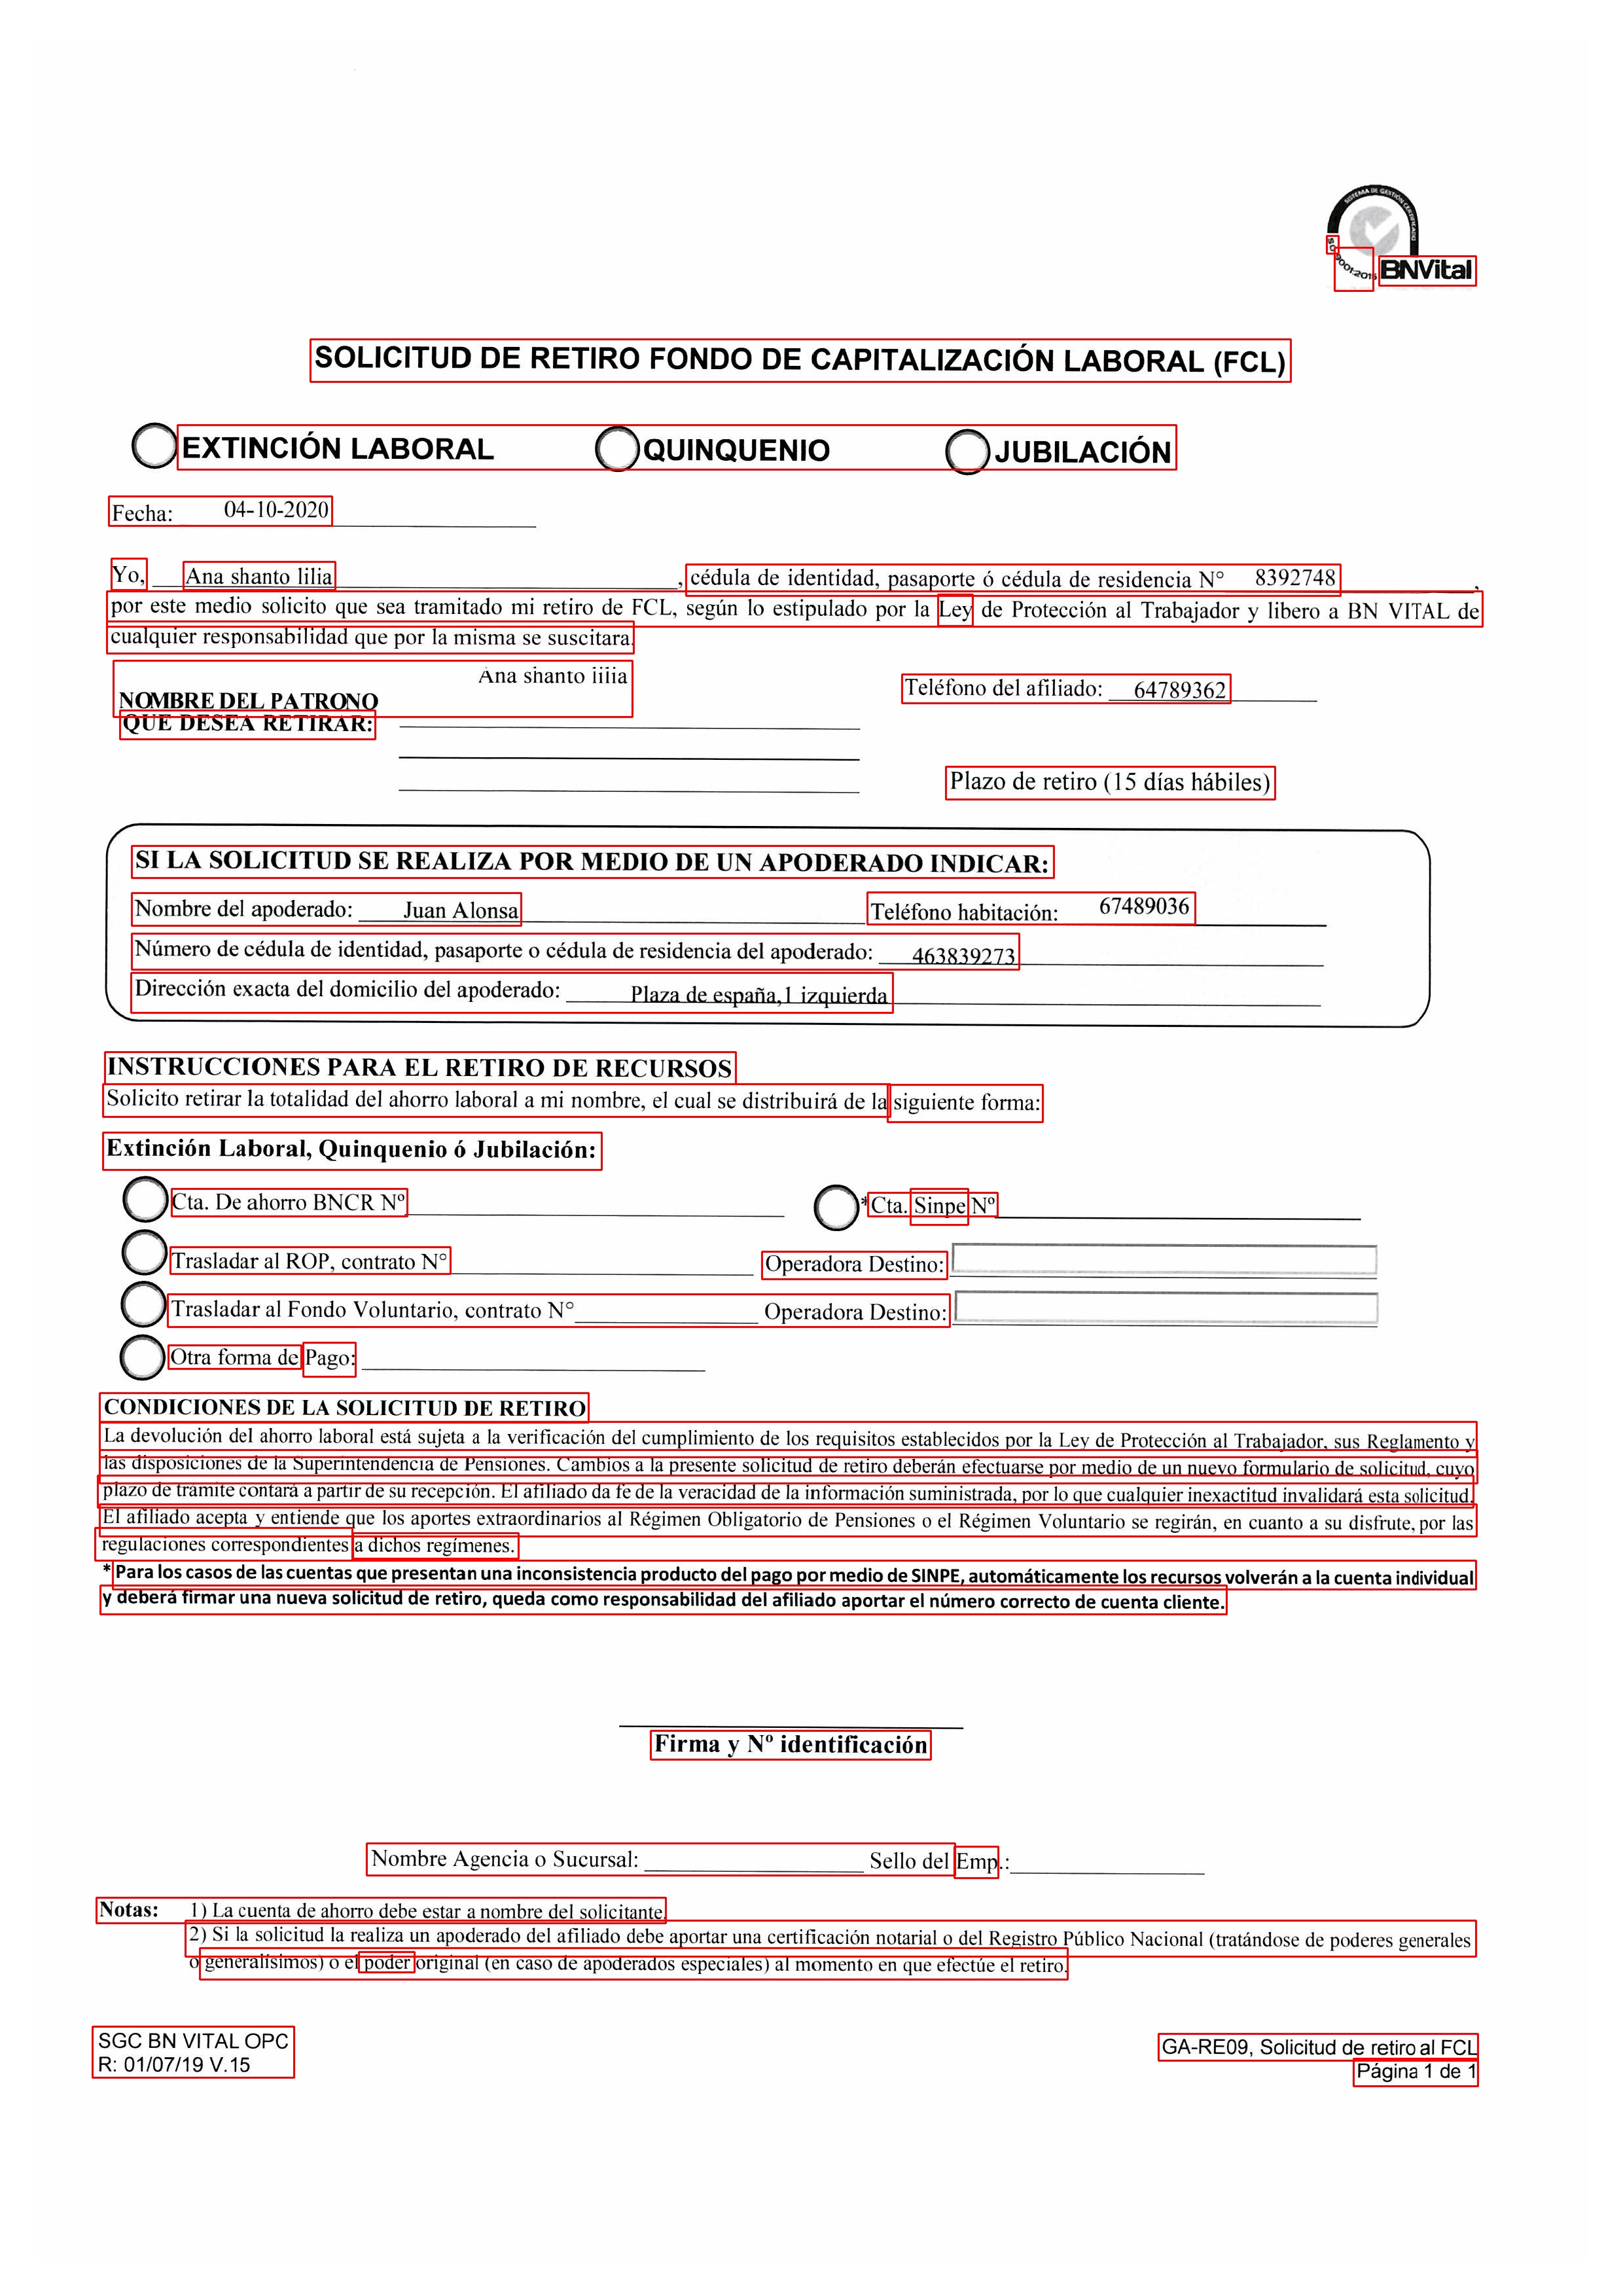 SISTEMA DE GESTIÓN CERTIFICADO
ISO 9001:2015
BNVital
SOLICITUD DE RETIRO FONDO DE CAPITALIZACIÓN LABORAL (FCL)
EXTINCIÓN LABORAL QUINQUENIO JUBILACIÓN
Fecha: 04-10-2020
Yo, Ana shanto lilia, cédula de identidad, pasaporte ó cédula de residencia N° 8392748,
por este medio solicito que sea tramitado mi retiro de FCL, según lo estipulado por la Ley de Protección al Trabajador y libero a BN VITAL de
cualquier responsabilidad que por la misma se suscitara.
Ana shanto lilia
Teléfono del afiliado: 64789362
NOMBRE DEL PATRONO
QUE DESEA RETIRAR:
Plazo de retiro (15 días hábiles)
SI LA SOLICITUD SE REALIZA POR MEDIO DE UN APODERADO INDICAR:
Nombre del apoderado: Juan Alonsa Teléfono habitación: 67489036
Número de cédula de identidad, pasaporte o cédula de residencia del apoderado: 463839273
Dirección exacta del domicilio del apoderado: Plaza de españa,1 izquierda
INSTRUCCIONES PARA EL RETIRO DE RECURSOS
Solicito retirar la totalidad del ahorro laboral a mi nombre, el cual se distribuirá de la siguiente forma:
Extinción Laboral, Quinquenio ó Jubilación:
Cta. De ahorro BNCR Nº *Cta. Sinpe Nº
Trasladar al ROP, contrato N° Operadora Destino:
Trasladar al Fondo Voluntario, contrato N° Operadora Destino:
Otra forma de Pago:
CONDICIONES DE LA SOLICITUD DE RETIRO
La devolución del ahorro laboral está sujeta a la verificación del cumplimiento de los requisitos establecidos por la Ley de Protección al Trabajador, sus Reglamento y
las disposiciones de la Superintendencia de Pensiones. Cambios a la presente solicitud de retiro deberán efectuarse por medio de un nuevo formulario de solicitud, cuyo
plazo de trámite contará a partir de su recepción. El afiliado da fe de la veracidad de la información suministrada, por lo que cualquier inexactitud invalidará esta solicitud.
El afiliado acepta y entiende que los aportes extraordinarios al Régimen Obligatorio de Pensiones o el Régimen Voluntario se regirán, en cuanto a su disfrute, por las
regulaciones correspondientes a dichos regímenes.
* Para los casos de las cuentas que presentan una inconsistencia producto del pago por medio de SINPE, automáticamente los recursos volverán a la cuenta individual
y deberá firmar una nueva solicitud de retiro, queda como responsabilidad del afiliado aportar el número correcto de cuenta cliente.
Firma y Nº identificación
Nombre Agencia o Sucursal: Sello del Emp.:
Notas: 1) La cuenta de ahorro debe estar a nombre del solicitante.
2) Si la solicitud la realiza un apoderado del afiliado debe aportar una certificación notarial o del Registro Público Nacional (tratándose de poderes generales
o generalísimos) o el poder original (en caso de apoderados especiales) al momento en que efectúe el retiro.
SGC BN VITAL OPC
R: 01/07/19 V.15
GA-RE09, Solicitud de retiro al FCL
Página 1 de 1